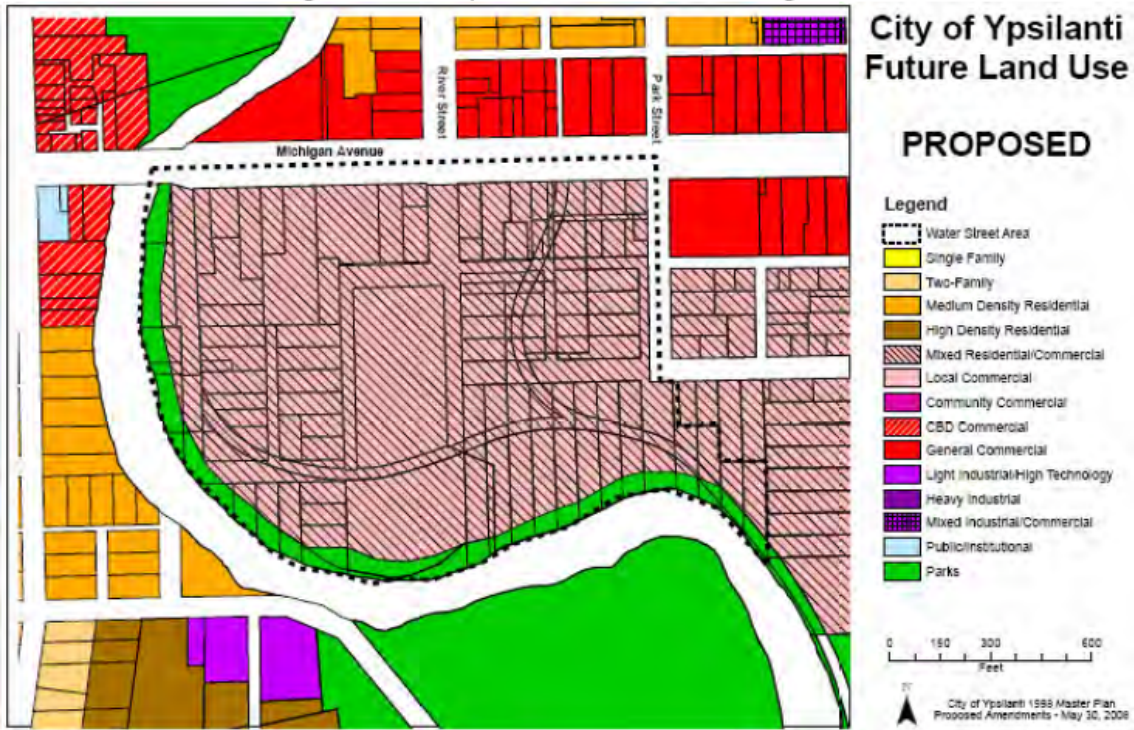 City of Ypsilanti
Future Land Use
PROPOSED
River Street
Park Street
Michigan Avenue
Legend
Water Street Area
Single Family
Two-Family
Medium Density Residential
High Density Residential
Mixed Residential/Commercial
Local Commercial
Community Commercial
CBD Commercial
General Commercial
Light Industrial/High Technology
Heavy Industrial
Mixed Industrial/Commercial
Public/Institutional
Parks
0 150 300 600
Feet
N
City of Ypsilanti 1998 Master Plan
Proposed Amendments - May 30, 2008